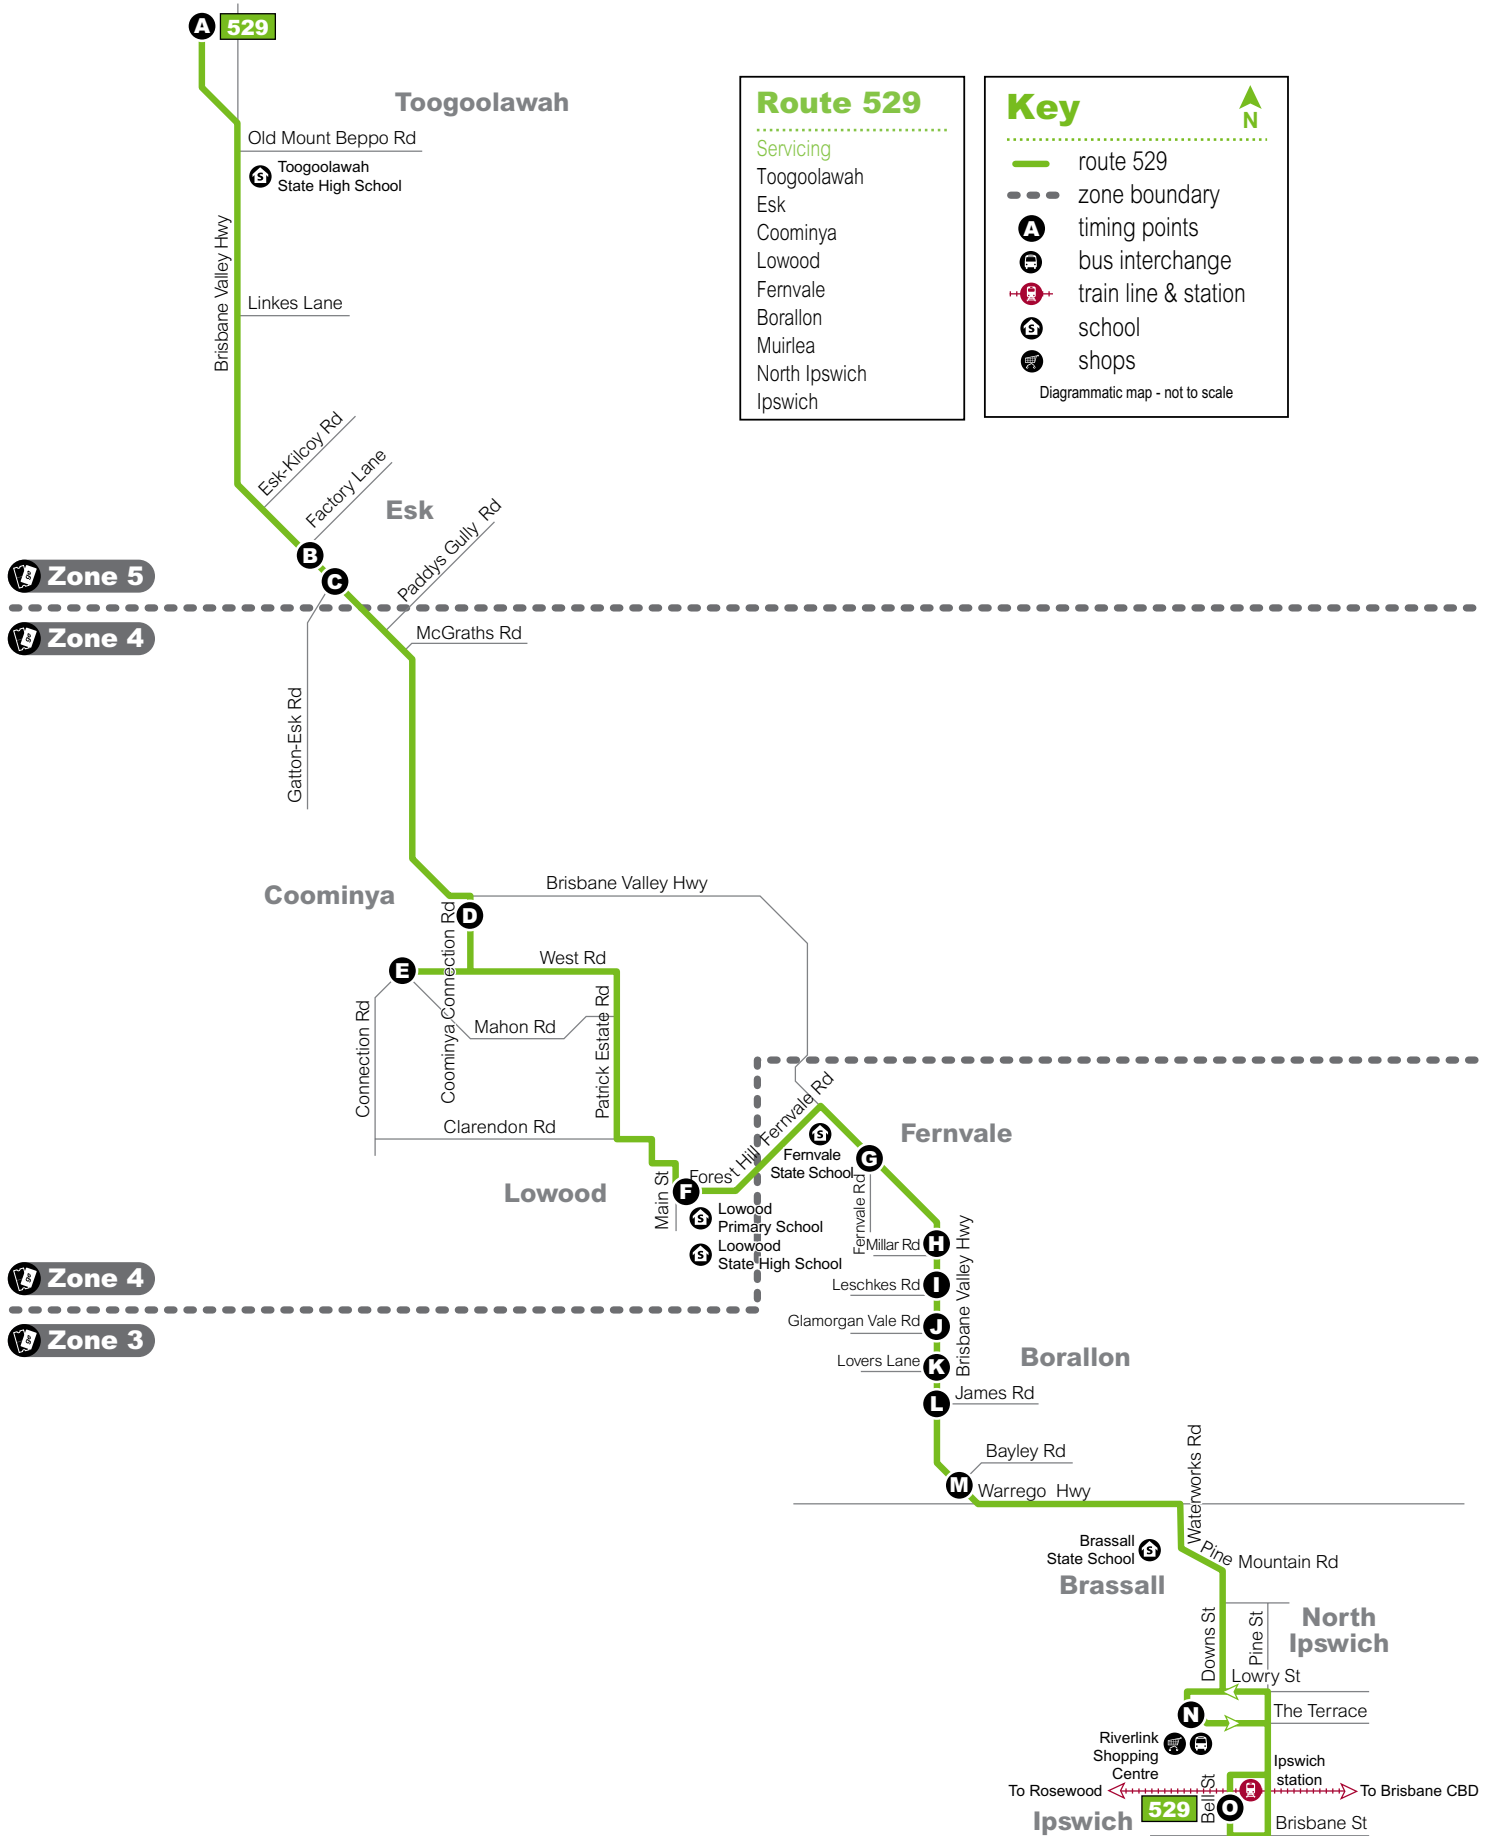 A 529
Toogoolawah
Old Mount Beppo Rd
Toogoolawah
State High School
Brisbane Valley Hwy
Linkes Lane
Esk-Kilcoy Rd
Factory Lane
Esk
Paddys Gully Rd
B
C
Zone 5
Zone 4
McGraths Rd
Gatton-Esk Rd
Route 529
Servicing
Toogoolawah
Esk
Coominya
Lowood
Fernvale
Borallon
Muirlea
North Ipswich
Ipswich
Key
N
route 529
zone boundary
A timing points
bus interchange
train line & station
S school
shops
Diagrammatic map - not to scale
Coominya
Brisbane Valley Hwy
D
Coominya Connection Rd
E
West Rd
Connection Rd
Mahon Rd
Patrick Estate Rd
Clarendon Rd
Lowood
Main St
F
Forest Hill Fernvale Rd
Lowood
Primary School
Loowood
State High School
Fernvale
Fernvale
State School
G
Fernvale Rd
Millar Rd H
Brisbane Valley Hwy
Leschkes Rd I
Glamorgan Vale Rd J
Lovers Lane K
Zone 4
Zone 3
Borallon
L James Rd
Bayley Rd
M Warrego Hwy
Waterworks Rd
Brassall
State School
Brassall
Pine Mountain Rd
Downs St
Pine St
North
Ipswich
Lowry St
N
The Terrace
Riverlink
Shopping
Centre
Ipswich
station
To Rosewood
To Brisbane CBD
Bell St
Ipswich 529 O
Brisbane St